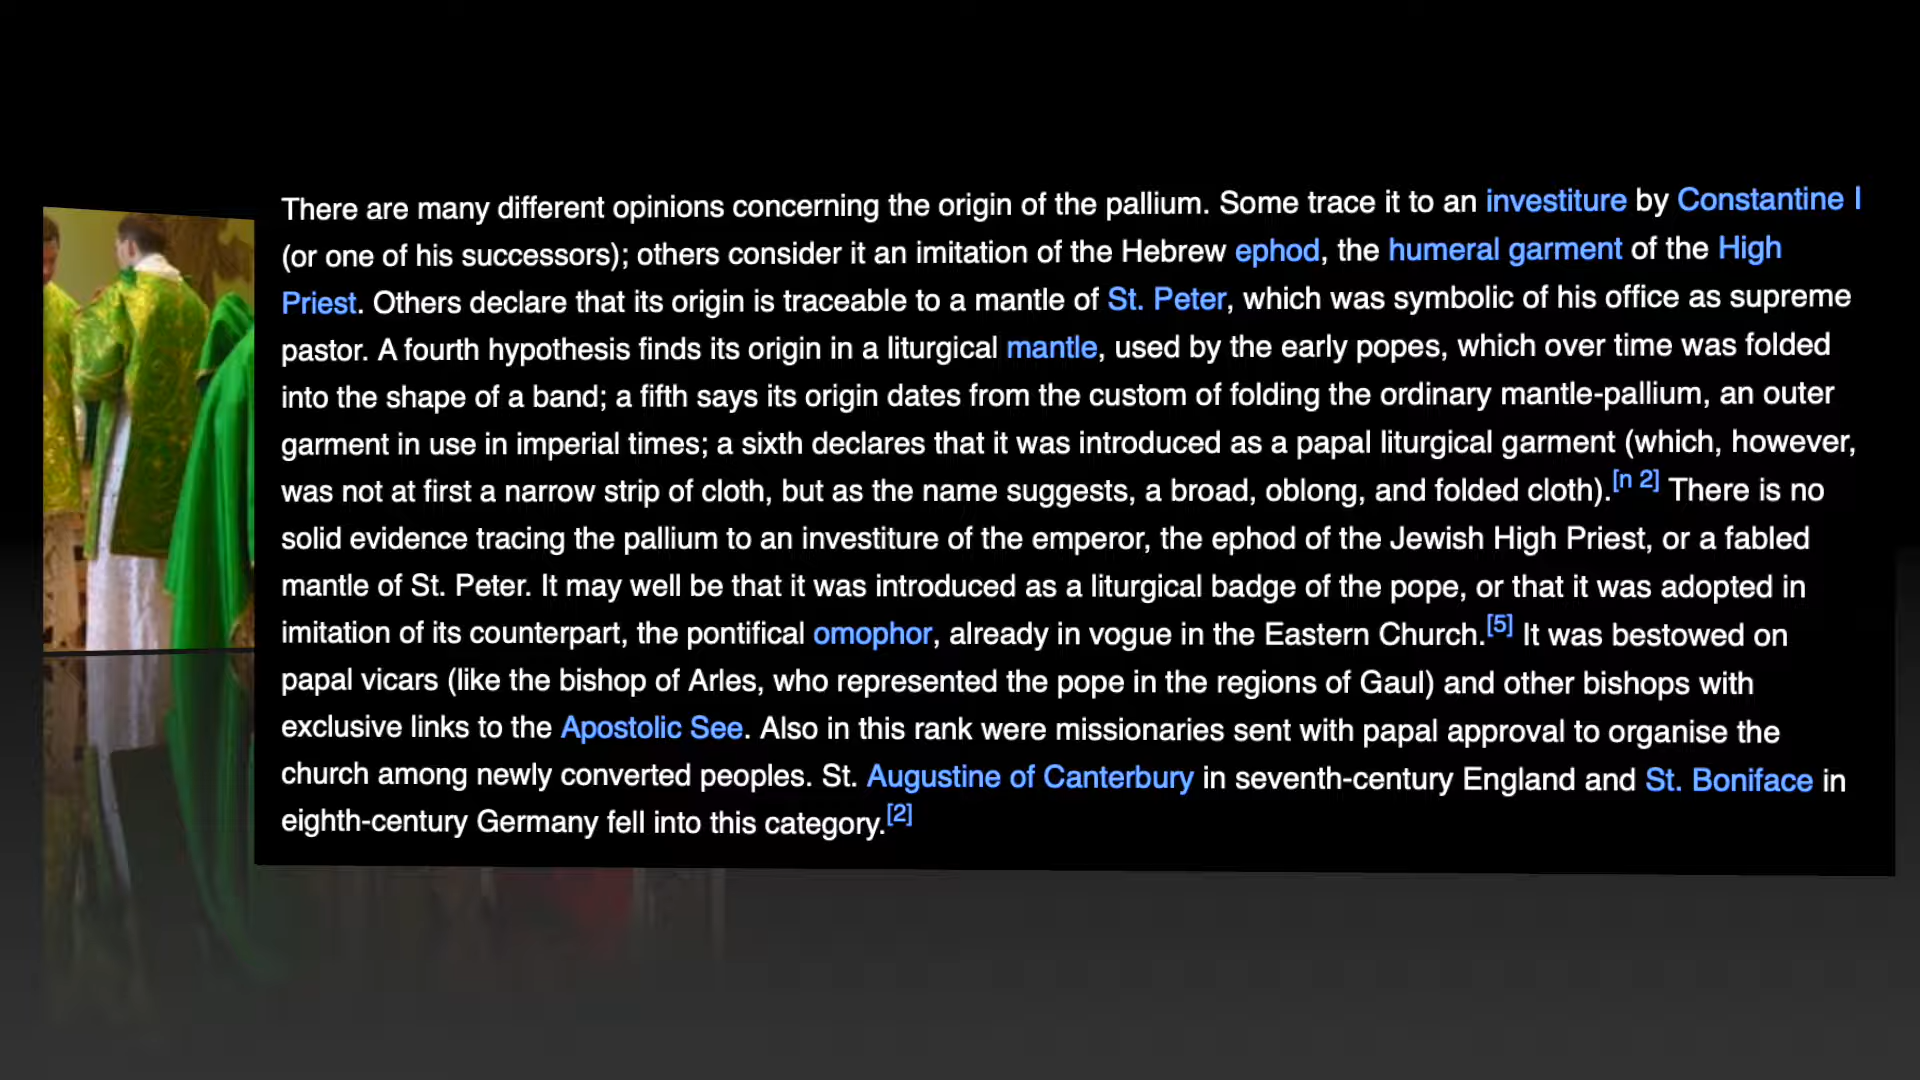 There are many different opinions concerning the origin of the pallium. Some trace it to an investiture by Constantine I
(or one of his successors); others consider it an imitation of the Hebrew ephod, the humeral garment of the High
Priest. Others declare that its origin is traceable to a mantle of St. Peter, which was symbolic of his office as supreme
pastor. A fourth hypothesis finds its origin in a liturgical mantle, used by the early popes, which over time was folded
into the shape of a band; a fifth says its origin dates from the custom of folding the ordinary mantle-pallium, an outer
garment in use in imperial times; a sixth declares that it was introduced as a papal liturgical garment (which, however,
was not at first a narrow strip of cloth, but as the name suggests, a broad, oblong, and folded cloth).[n 2] There is no
solid evidence tracing the pallium to an investiture of the emperor, the ephod of the Jewish High Priest, or a fabled
mantle of St. Peter. It may well be that it was introduced as a liturgical badge of the pope, or that it was adopted in
imitation of its counterpart, the pontifical omophor, already in vogue in the Eastern Church.[5] It was bestowed on
papal vicars (like the bishop of Arles, who represented the pope in the regions of Gaul) and other bishops with
exclusive links to the Apostolic See. Also in this rank were missionaries sent with papal approval to organise the
church among newly converted peoples. St. Augustine of Canterbury in seventh-century England and St. Boniface in
eighth-century Germany fell into this category.[2]